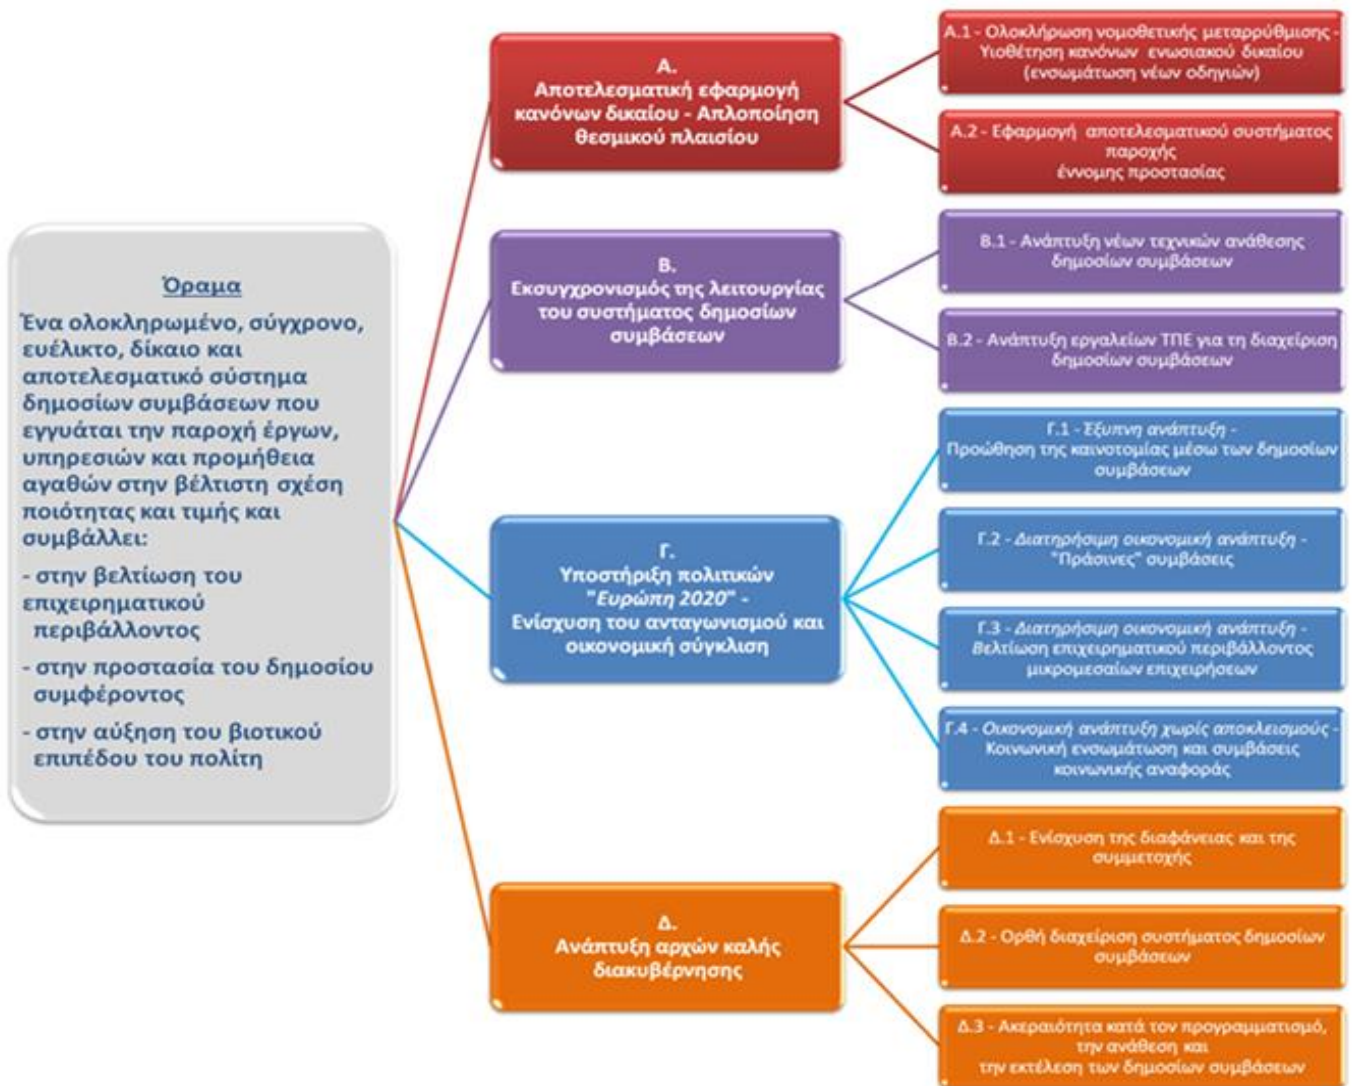 Όραμα
Ένα ολοκληρωμένο, σύγχρονο,
ευέλικτο, δίκαιο και
αποτελεσματικό σύστημα
δημοσίων συμβάσεων που
εγγυάται την παροχή έργων,
υπηρεσιών και προμήθεια
αγαθών στην βέλτιστη σχέση
ποιότητας και τιμής και
συμβάλλει:
- στην βελτίωση του
επιχειρηματικού
περιβάλλοντος
- στην προστασία του δημοσίου
συμφέροντος
- στην αύξηση του βιοτικού
επιπέδου του πολίτη
Α.
Αποτελεσματική εφαρμογή
κανόνων δικαίου - Απλοποίηση
θεσμικού πλαισίου
Α.1 - Ολοκλήρωση νομοθετικής μεταρρύθμισης -
Υιοθέτηση κανόνων ενωσιακού δικαίου
(ενσωμάτωση νέων οδηγιών)
Α.2 - Εφαρμογή αποτελεσματικού συστήματος
παροχής
έννομης προστασίας
Β.
Εκσυγχρονισμός της λειτουργίας
του συστήματος δημοσίων
συμβάσεων
Β.1 - Ανάπτυξη νέων τεχνικών ανάθεσης
δημοσίων συμβάσεων
Β.2 - Ανάπτυξη εργαλείων ΤΠΕ για τη διαχείριση
δημοσίων συμβάσεων
Γ.
Υποστήριξη πολιτικών
"Ευρώπη 2020" -
Ενίσχυση του ανταγωνισμού και
οικονομική σύγκλιση
Γ.1 - Έξυπνη ανάπτυξη -
Προώθηση της καινοτομίας μέσω των δημοσίων
συμβάσεων
Γ.2 - Διατηρήσιμη οικονομική ανάπτυξη -
"Πράσινες" συμβάσεις
Γ.3 - Διατηρήσιμη οικονομική ανάπτυξη -
Βελτίωση επιχειρηματικού περιβάλλοντος
μικρομεσαίων επιχειρήσεων
Γ.4 - Οικονομική ανάπτυξη χωρίς αποκλεισμούς -
Κοινωνική ενσωμάτωση και συμβάσεις
κοινωνικής αναφοράς
Δ.
Ανάπτυξη αρχών καλής
διακυβέρνησης
Δ.1 - Ενίσχυση της διαφάνειας και της
συμμετοχής
Δ.2 - Ορθή διαχείριση συστήματος δημοσίων
συμβάσεων
Δ.3 - Ακεραιότητα κατά τον προγραμματισμό,
την ανάθεση και
την εκτέλεση των δημοσίων συμβάσεων